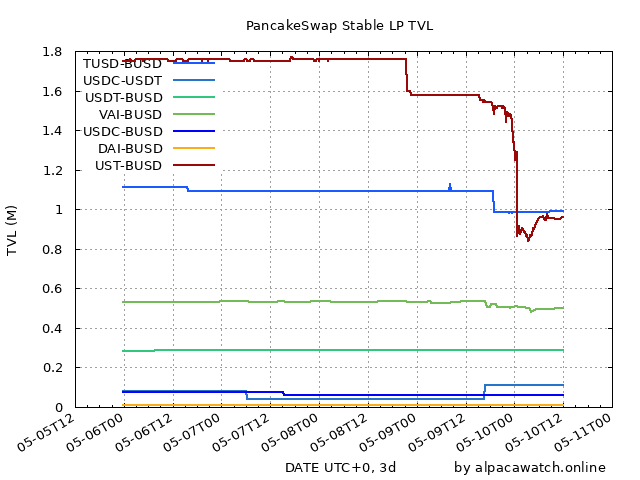 PancakeSwap Stable LP TVL
TUSD-BUSD
USDC-USDT
USDT-BUSD
VAI-BUSD
USDC-BUSD
DAI-BUSD
UST-BUSD
1.8
1.6
1.4
1.2
1
0.8
0.6
0.4
0.2
0
TVL (M)
05-05T12
05-06T00
05-06T12
05-07T00
05-07T12
05-08T00
05-08T12
05-09T00
05-09T12
05-10T00
05-10T12
05-11T00
DATE UTC+0, 3d
by alpacawatch.online